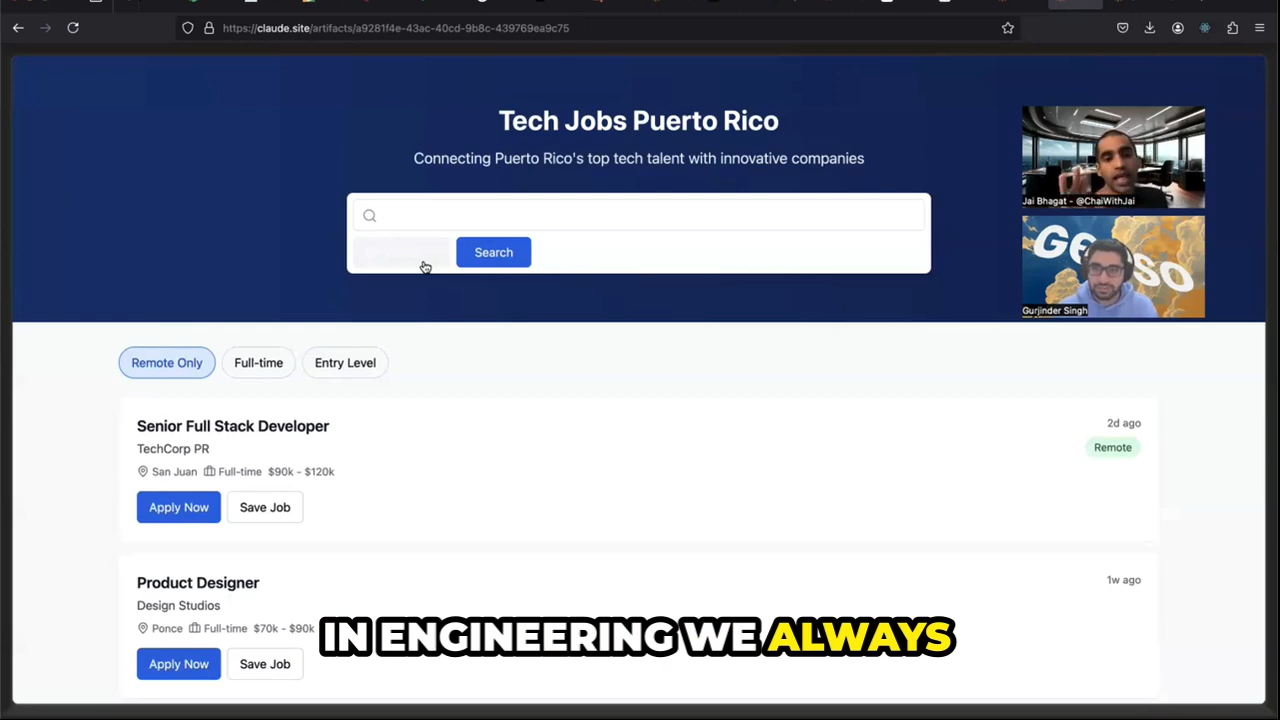 https://claude.site/artifacts/a9281f4e-43ac-40cd-9b8c-439769ea9c75
Tech Jobs Puerto Rico
Connecting Puerto Rico's top tech talent with innovative companies
Search
Jai Bhagat - @ChaiWithJai
Gurjinder Singh
Remote Only
Full-time
Entry Level
Senior Full Stack Developer
2d ago
TechCorp PR
Remote
San Juan Full-time $90k - $120k
Apply Now
Save Job
Product Designer
1w ago
Design Studios
Ponce Full-time $70k - $90k
IN ENGINEERING WE ALWAYS
Apply Now
Save Job